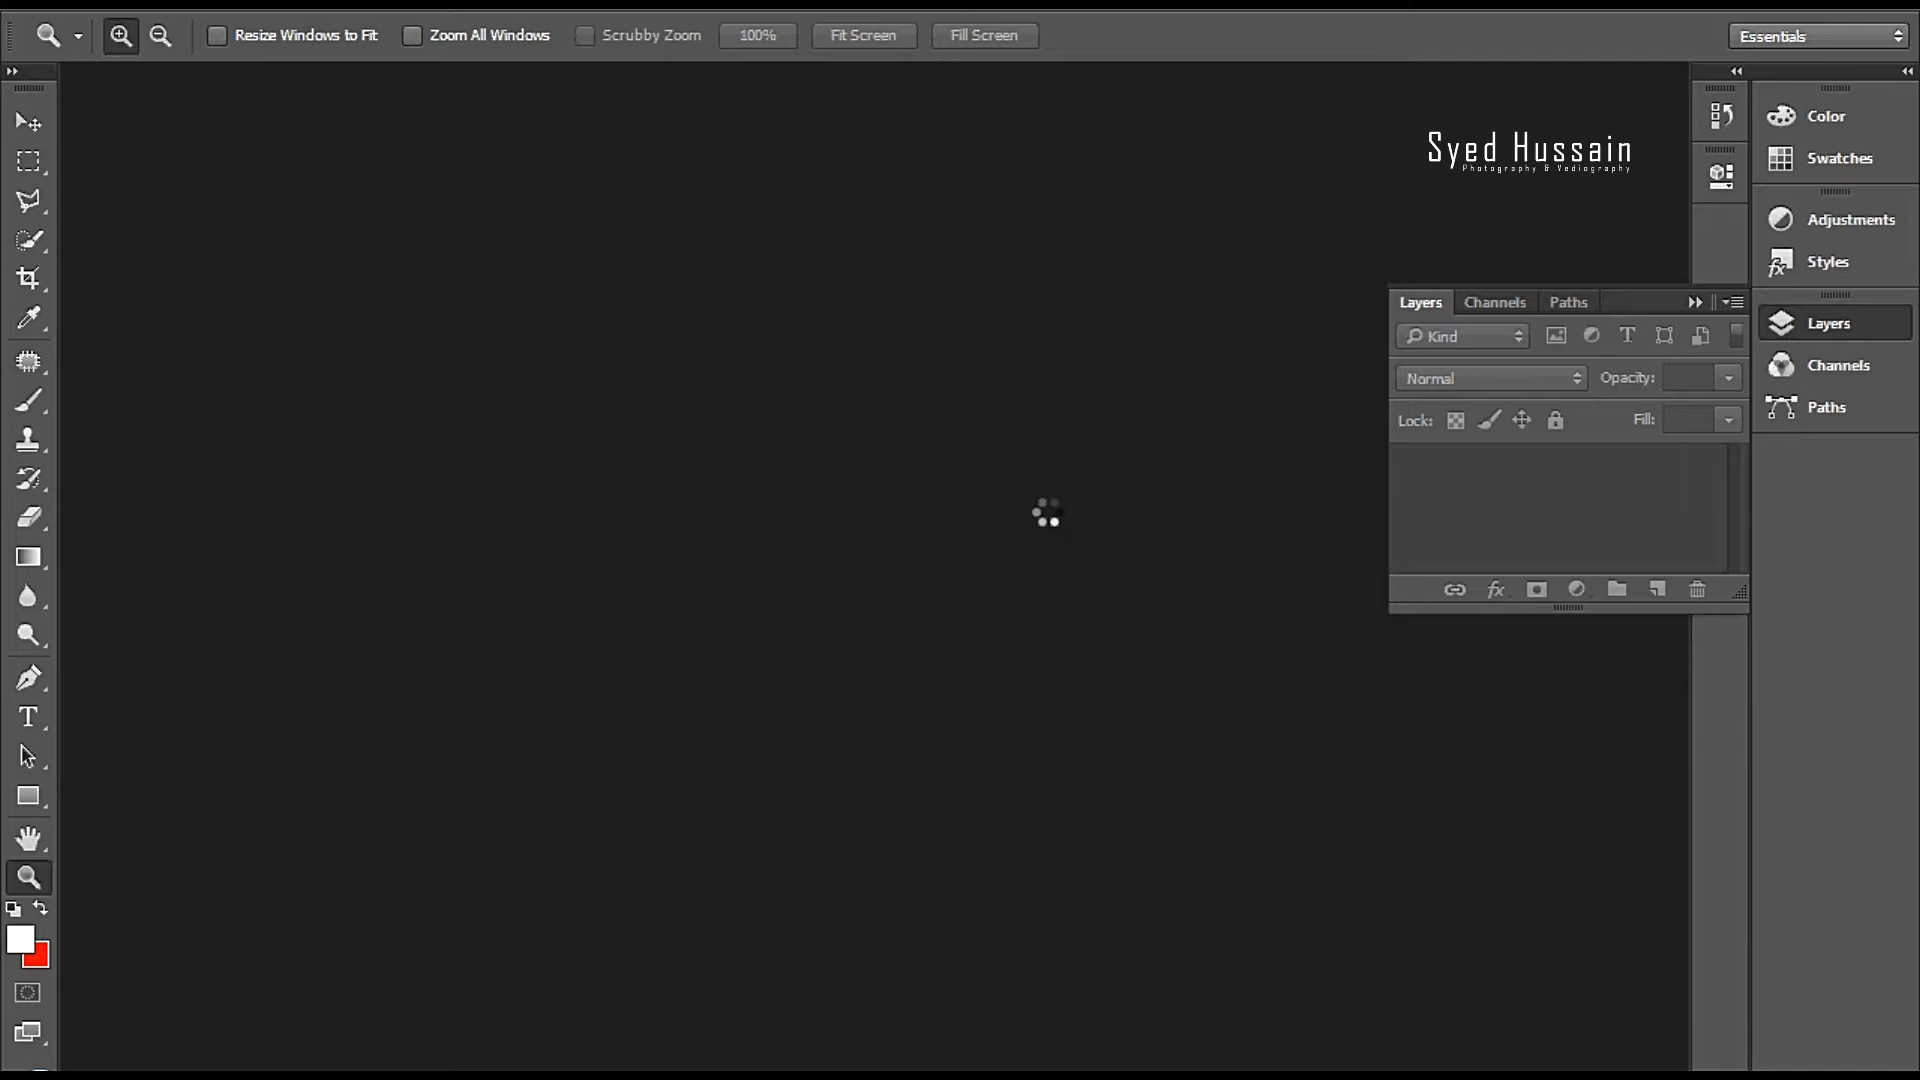 Resize Windows to Fit
Zoom All Windows
Scrubby Zoom
100%
Fit Screen
Fill Screen
Essentials
Syed Hussain
Photography & Vediography
Color
Swatches
Adjustments
Styles
Layers
Channels
Paths
Layers
Channels
Paths
Kind
Normal
Opacity:
Lock:
Fill: